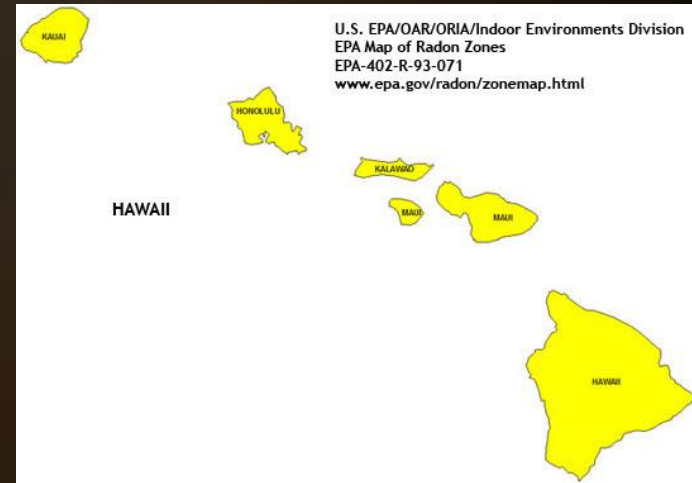 U.S. EPA/OAR/ORIA/Indoor Environments Division
EPA Map of Radon Zones
EPA-402-R-93-071
www.epa.gov/radon/zonemap.html
KAUAI
HONOLULU
KALAWAO
MAUI
MAUI
HAWAII
HAWAII